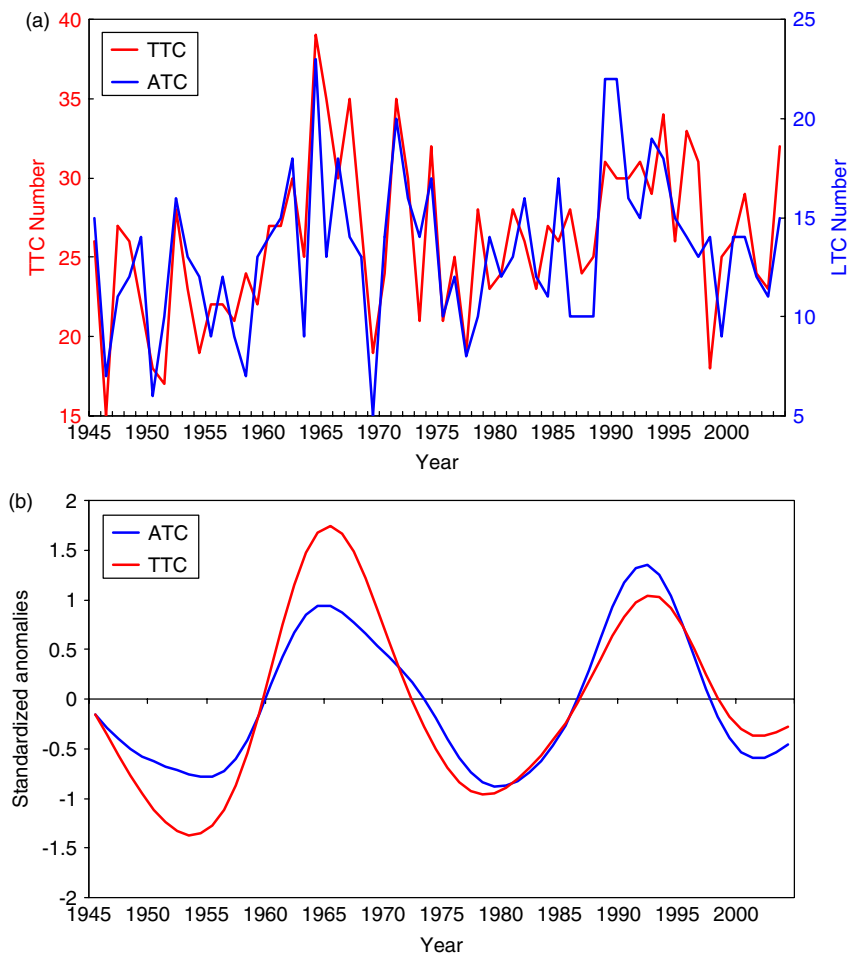 (a)
TTC
ATC
TTC Number
40
35
30
25
20
15
LTC Number
25
20
15
10
5
1945 1950 1955 1960 1965 1970 1975 1980 1985 1990 1995 2000
Year
(b)
ATC
TTC
Standardized anomalies
2
1.5
1
0.5
0
-0.5
-1
-1.5
-2
1945 1950 1955 1960 1965 1970 1975 1980 1985 1990 1995 2000
Year